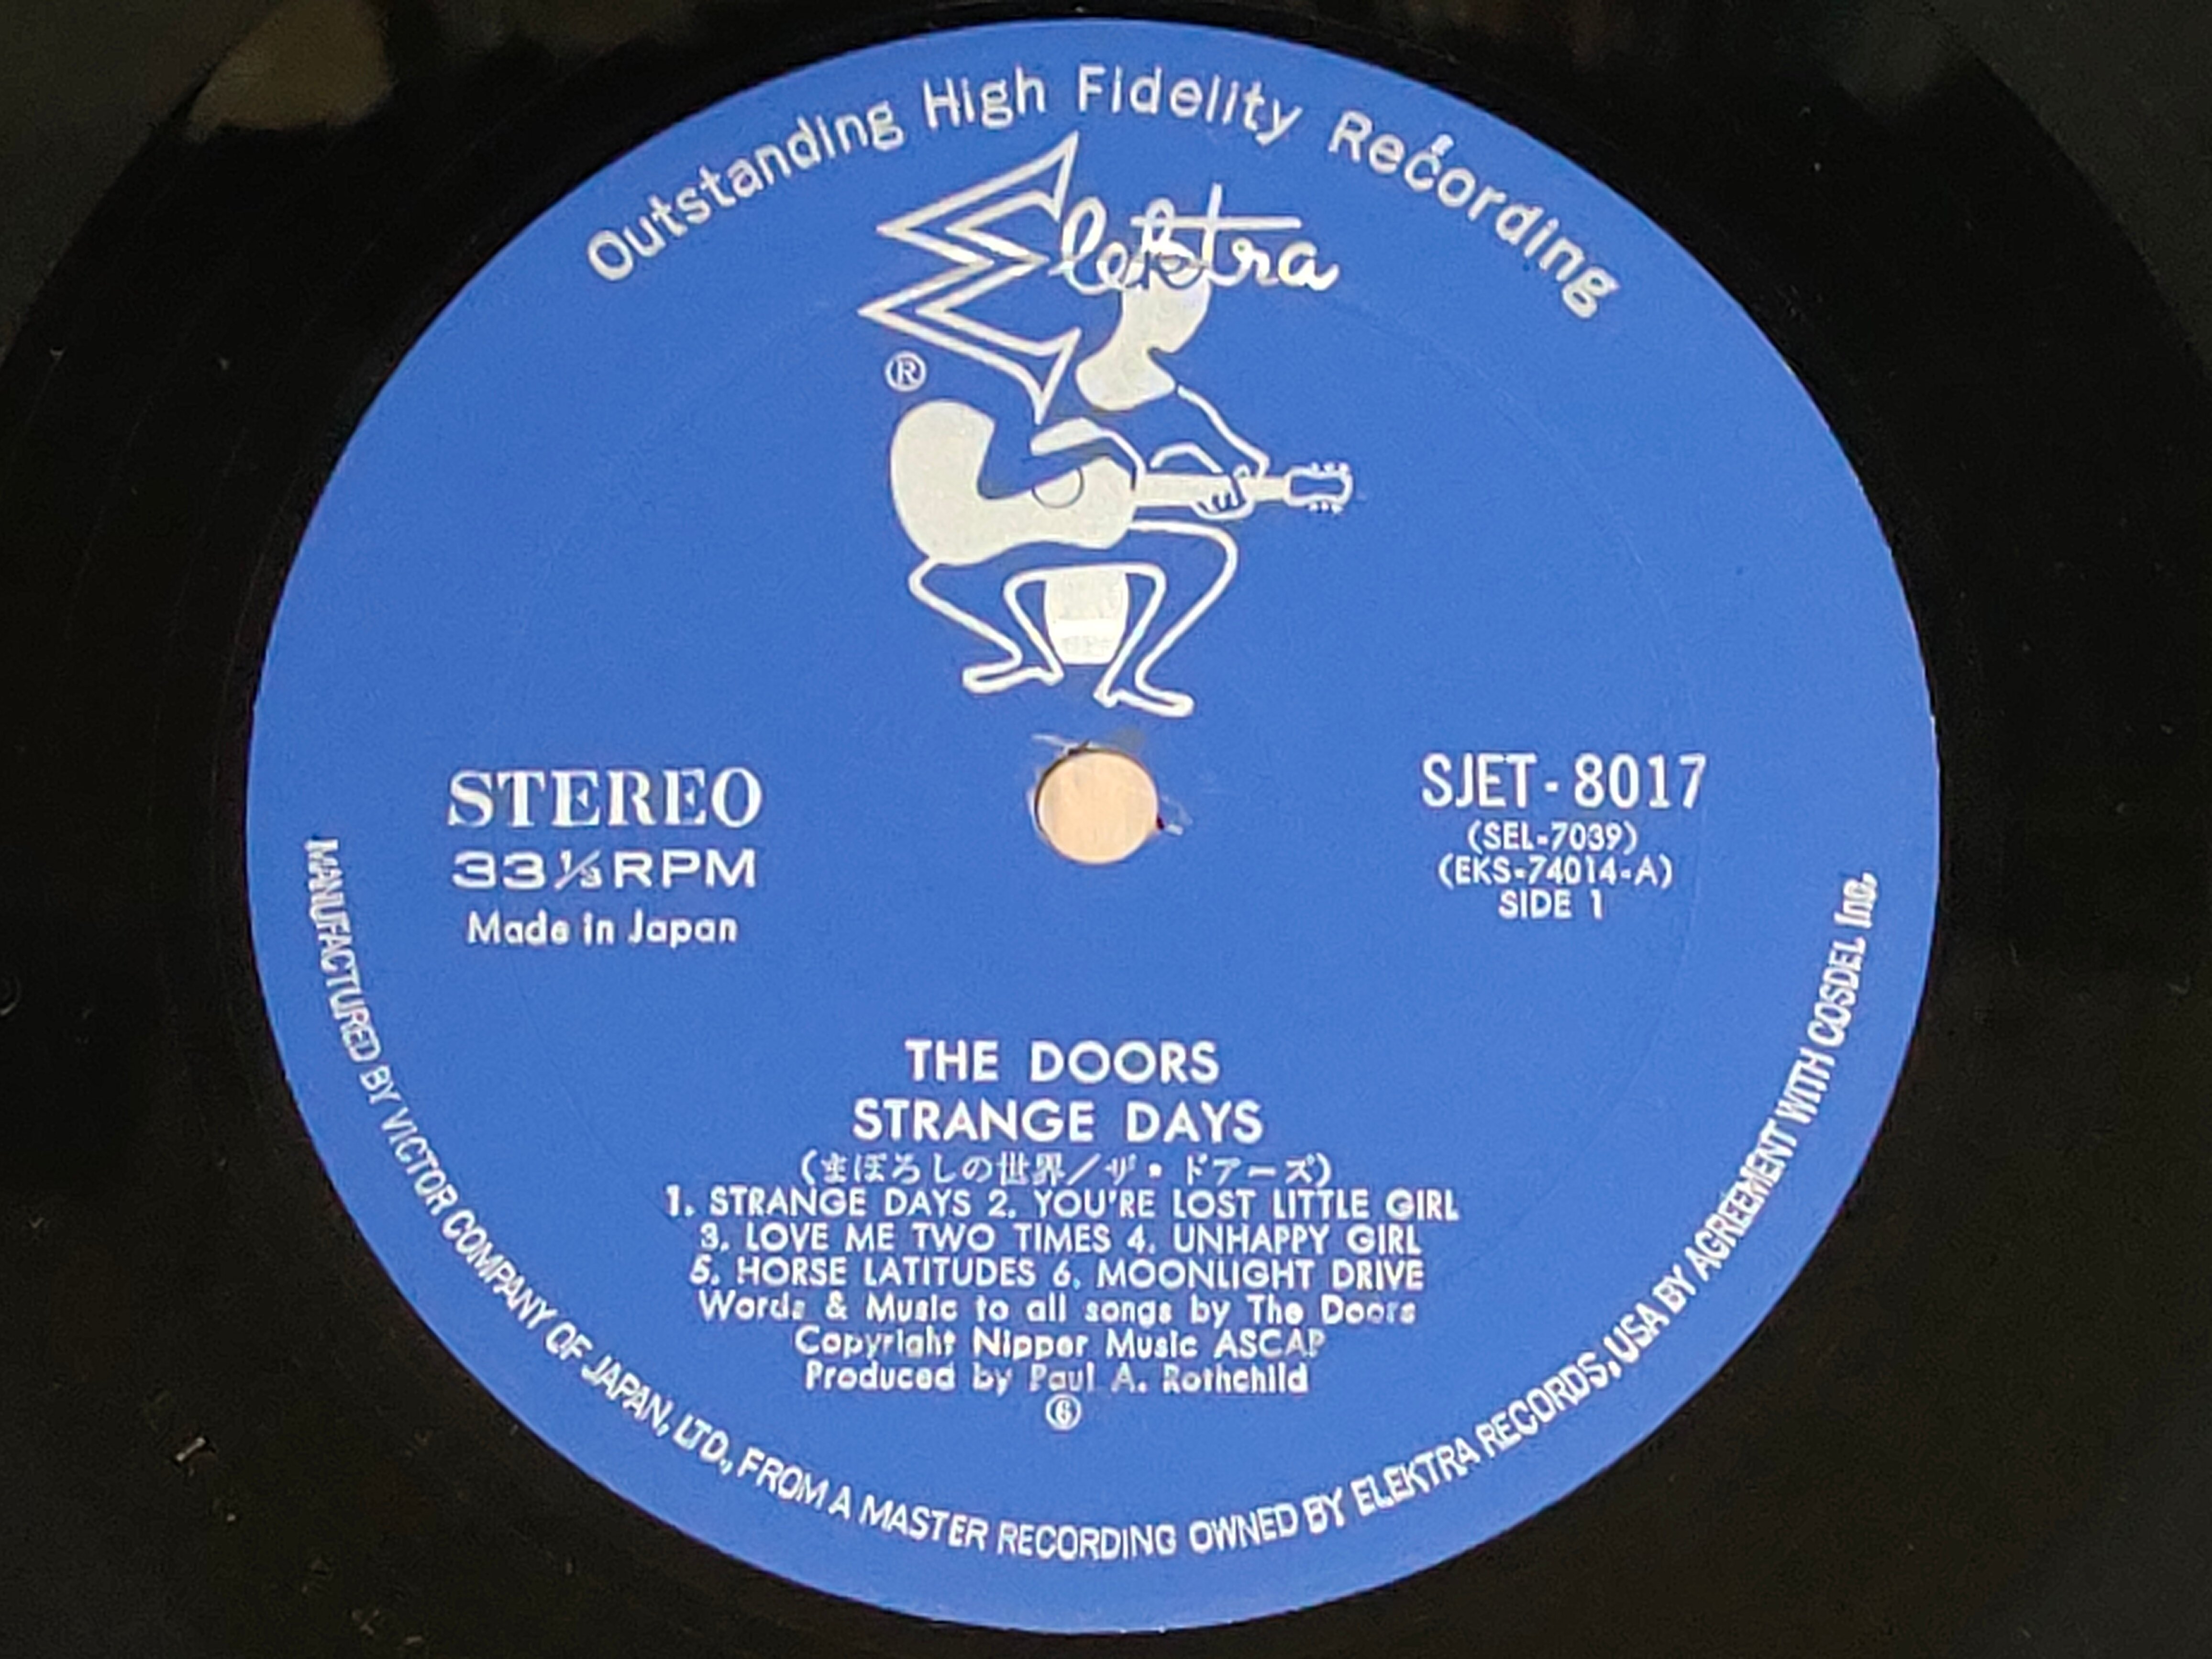 Outstanding High Fidelity Recording
Elektra
®
STEREO
33⅓ RPM
Made in Japan
SJET-8017
(SEL-7039)
(EKS-74014-A)
SIDE 1
THE DOORS
STRANGE DAYS
(まぼろしの世界／ザ・ドアーズ)
1. STRANGE DAYS 2. YOU'RE LOST LITTLE GIRL
3. LOVE ME TWO TIMES 4. UNHAPPY GIRL
5. HORSE LATITUDES 6. MOONLIGHT DRIVE
Words & Music to all songs by The Doors
Copyright Nipper Music ASCAP
Produced by Paul A. Rothchild
⑥
MANUFACTURED BY VICTOR COMPANY OF JAPAN, LTD., FROM A MASTER RECORDING OWNED BY ELEKTRA RECORDS, USA BY AGREEMENT WITH COSDEL Inc.